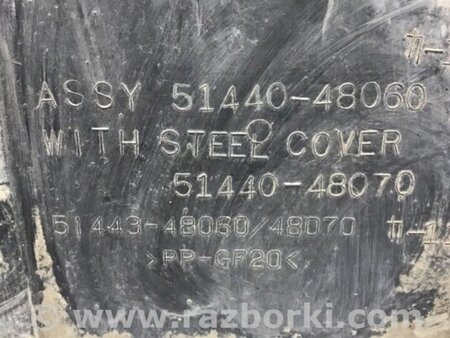 ASSY 51440-48060
WITH STEEL COVER
51440-48070
51443-48060/48070
>PP-GF20<
www.razborki.com